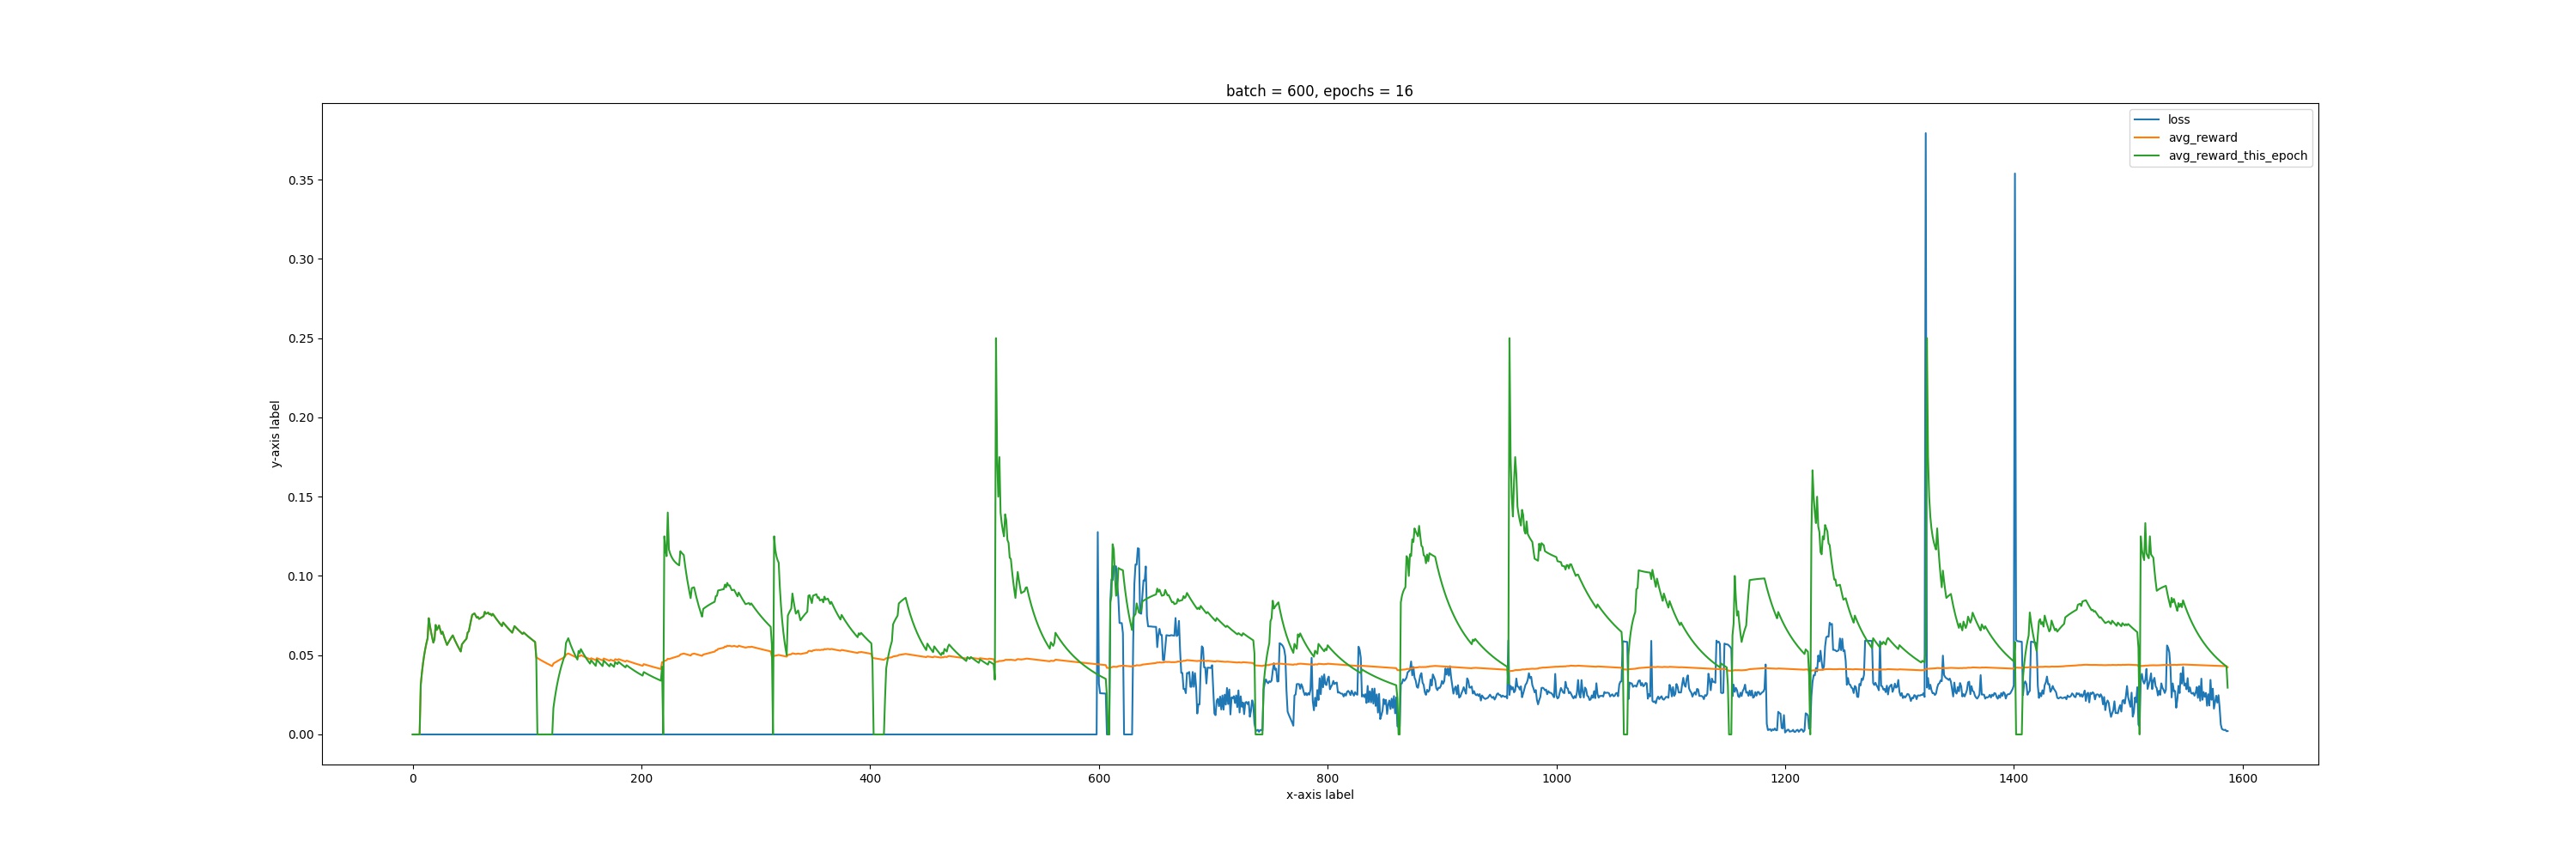 batch = 600, epochs = 16
loss
avg_reward
avg_reward_this_epoch
0.35
0.30
0.25
0.20
0.15
0.10
0.05
0.00
y-axis label
0 200 400 600 800 1000 1200 1400 1600
x-axis label